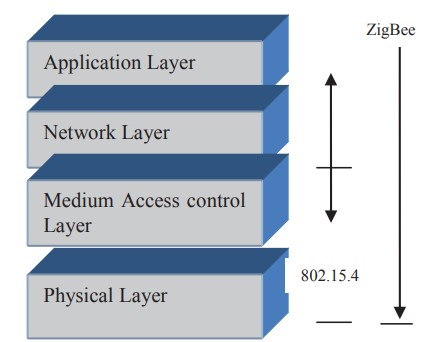 ZigBee
Application Layer
Network Layer
Medium Access control
Layer
802.15.4
Physical Layer